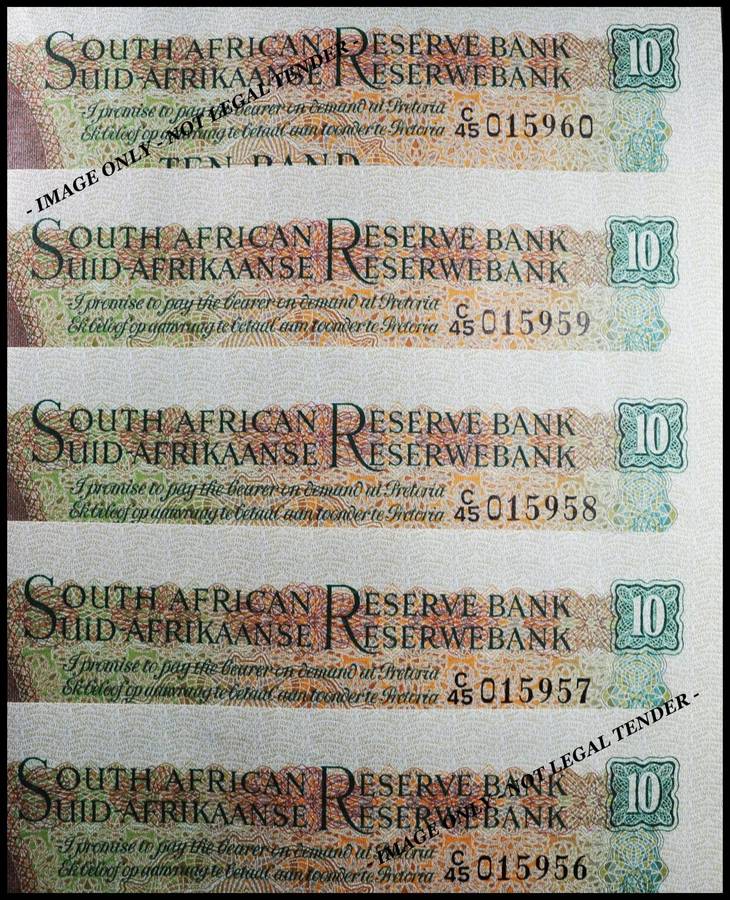 SOUTH AFRICAN RESERVE BANK
SUID-AFRIKAANSE RESERWEBANK
10
I promise to pay the bearer on demand at Pretoria
Ek beloof op aanvraag te betaal aan toonder te Pretoria
C/45 015960
TEN RAND
- IMAGE ONLY - NOT LEGAL TENDER -
SOUTH AFRICAN RESERVE BANK
SUID-AFRIKAANSE RESERWEBANK
10
I promise to pay the bearer on demand at Pretoria
Ek beloof op aanvraag te betaal aan toonder te Pretoria
C/45 015959
SOUTH AFRICAN RESERVE BANK
SUID-AFRIKAANSE RESERWEBANK
10
I promise to pay the bearer on demand at Pretoria
Ek beloof op aanvraag te betaal aan toonder te Pretoria
C/45 015958
SOUTH AFRICAN RESERVE BANK
SUID-AFRIKAANSE RESERWEBANK
10
I promise to pay the bearer on demand at Pretoria
Ek beloof op aanvraag te betaal aan toonder te Pretoria
C/45 015957
SOUTH AFRICAN RESERVE BANK
SUID-AFRIKAANSE RESERWEBANK
10
I promise to pay the bearer on demand at Pretoria
Ek beloof op aanvraag te betaal aan toonder te Pretoria
C/45 015956
- IMAGE ONLY - NOT LEGAL TENDER -